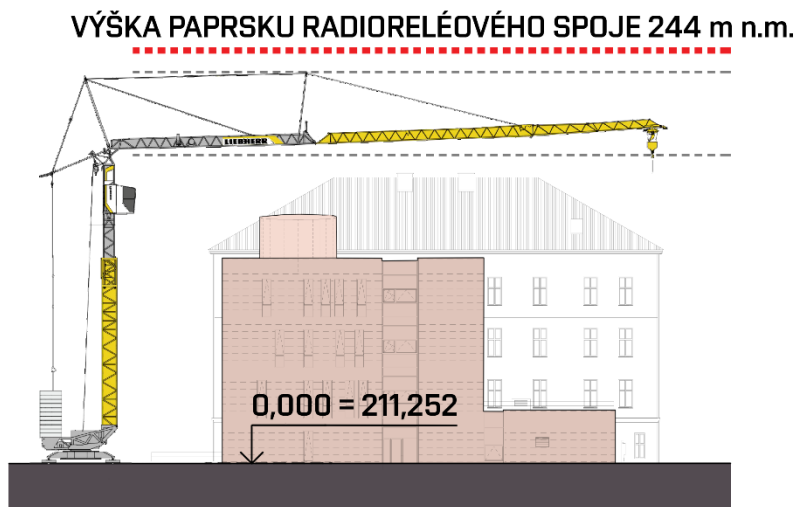 VÝŠKA PAPRSKU RADIORELÉOVÉHO SPOJE 244 m n.m.
LIEBHERR
0,000 = 211,252